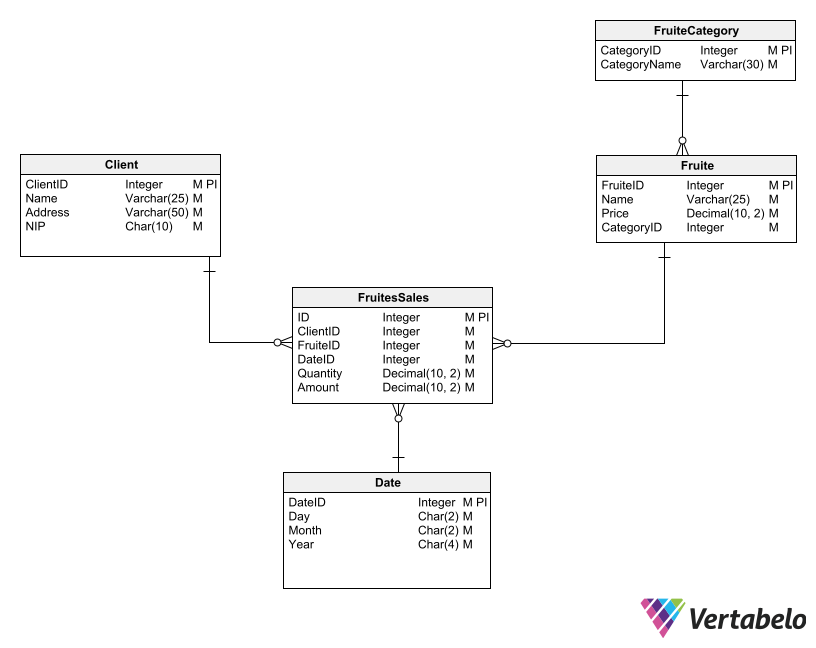 FruiteCategory
CategoryID Integer M PI
CategoryName Varchar(30) M
Client
ClientID Integer M PI
Name Varchar(25) M
Address Varchar(50) M
NIP Char(10) M
Fruite
FruiteID Integer M PI
Name Varchar(25) M
Price Decimal(10, 2) M
CategoryID Integer M
FruitesSales
ID Integer M PI
ClientID Integer M
FruiteID Integer M
DateID Integer M
Quantity Decimal(10, 2) M
Amount Decimal(10, 2) M
Date
DateID Integer M PI
Day Char(2) M
Month Char(2) M
Year Char(4) M
Vertabelo